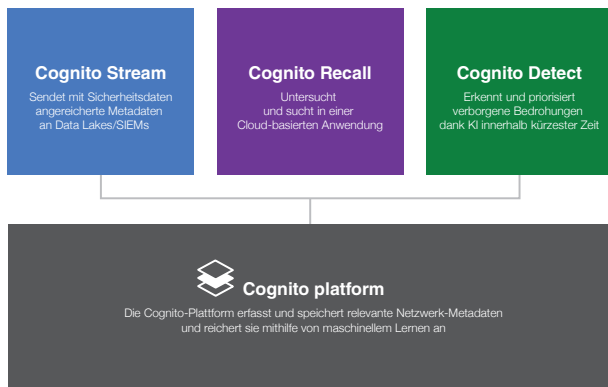 Cognito Stream
Sendet mit Sicherheitsdaten
angereicherte Metadaten
an Data Lakes/SIEMs
Cognito Recall
Untersucht
und sucht in einer
Cloud-basierten Anwendung
Cognito Detect
Erkennt und priorisiert
verborgene Bedrohungen
dank KI innerhalb kürzester Zeit
Cognito platform
Die Cognito-Plattform erfasst und speichert relevante Netzwerk-Metadaten
und reichert sie mithilfe von maschinellem Lernen an